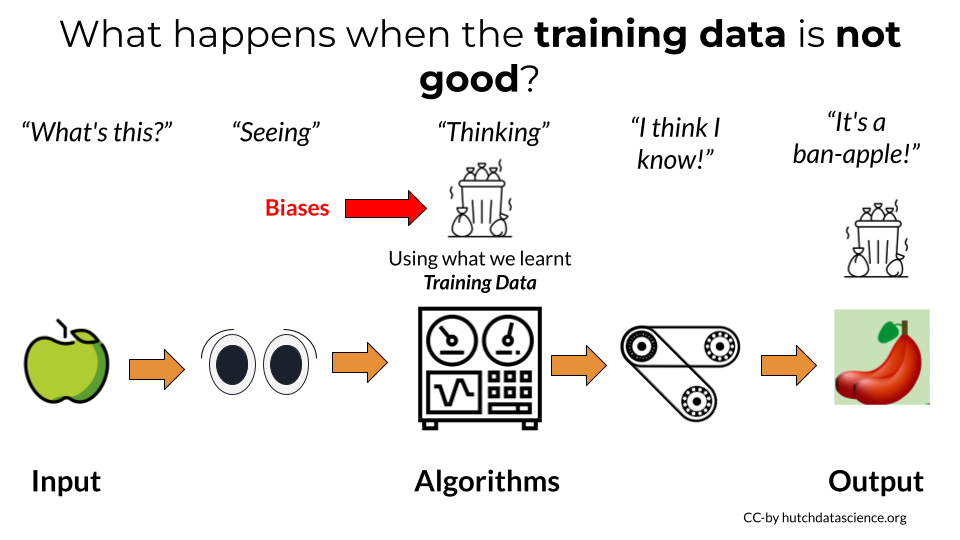 What happens when the training data is not
good?
“What's this?”
“Seeing”
“Thinking”
“I think I
know!”
“It's a
ban-apple!”
Biases
Using what we learnt
Training Data
Input
Algorithms
Output
CC-by hutchdatascience.org